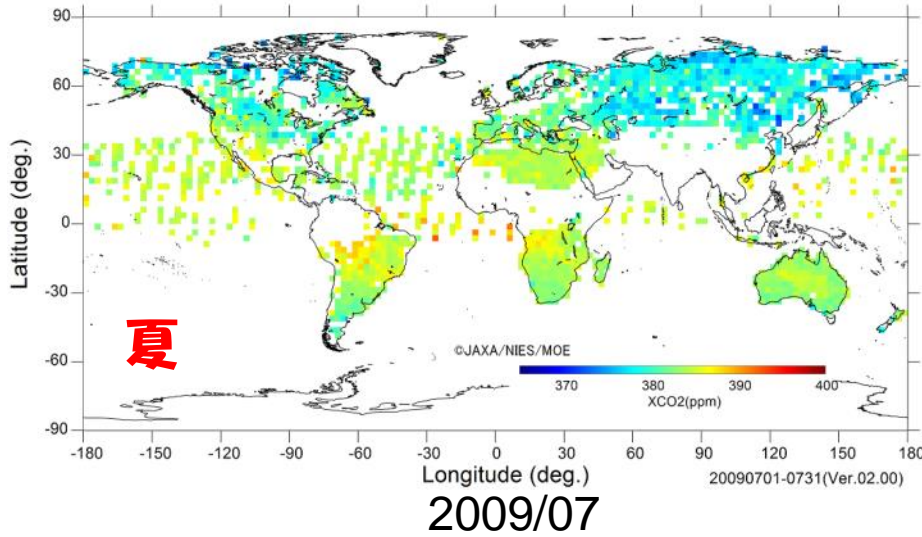 90
60
30
0
-30
-60
-90
Latitude (deg.)
夏
©JAXA/NIES/MOE
370 380 390 400
XCO2(ppm)
-180 -150 -120 -90 -60 -30 0 30 60 90 120 150 180
Longitude (deg.)
20090701-0731(Ver.02.00)
2009/07